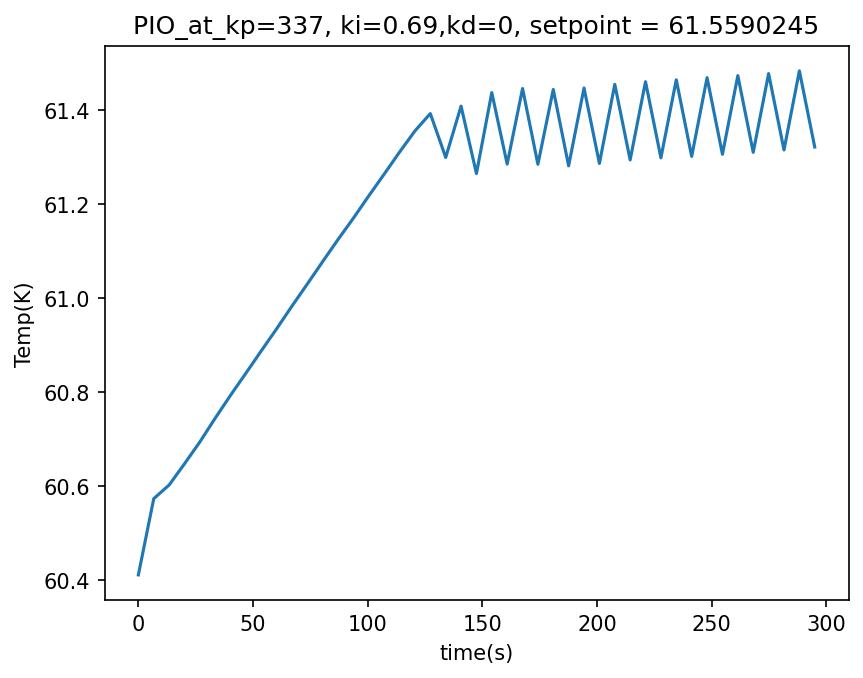 PIO_at_kp=337, ki=0.69,kd=0, setpoint = 61.5590245
61.4
61.2
61.0
60.8
60.6
60.4
Temp(K)
0 50 100 150 200 250 300
time(s)